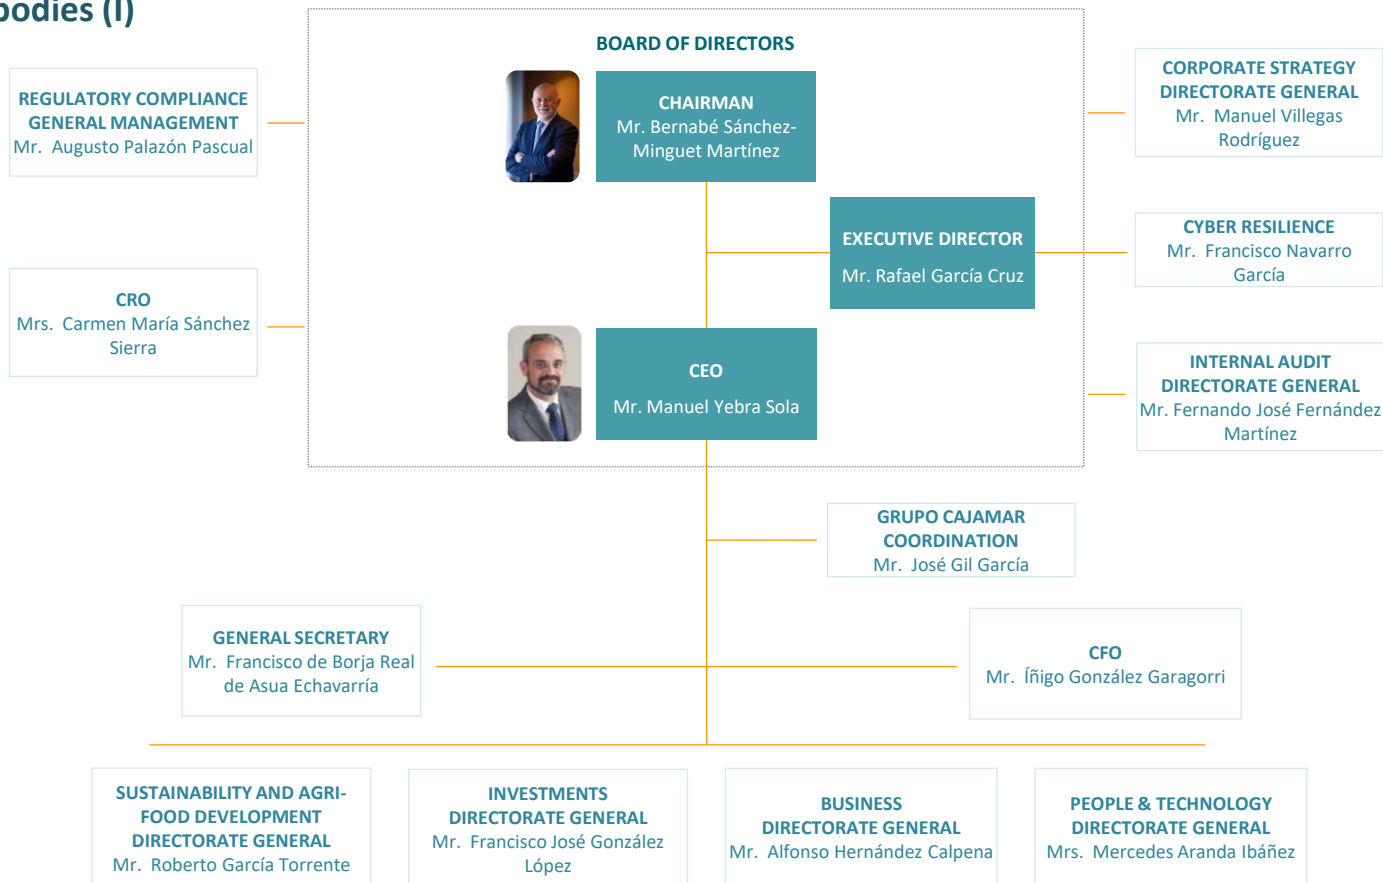 bodies (I)
BOARD OF DIRECTORS
REGULATORY COMPLIANCE
GENERAL MANAGEMENT
Mr. Augusto Palazón Pascual
CHAIRMAN
Mr. Bernabé Sánchez-
Minguet Martínez
CORPORATE STRATEGY
DIRECTORATE GENERAL
Mr. Manuel Villegas
Rodríguez
EXECUTIVE DIRECTOR
Mr. Rafael García Cruz
CYBER RESILIENCE
Mr. Francisco Navarro
García
CRO
Mrs. Carmen María Sánchez
Sierra
CEO
Mr. Manuel Yebra Sola
INTERNAL AUDIT
DIRECTORATE GENERAL
Mr. Fernando José Fernández
Martínez
GRUPO CAJAMAR
COORDINATION
Mr. José Gil García
GENERAL SECRETARY
Mr. Francisco de Borja Real
de Asua Echavarría
CFO
Mr. Íñigo González Garagorri
SUSTAINABILITY AND AGRI-
FOOD DEVELOPMENT
DIRECTORATE GENERAL
Mr. Roberto García Torrente
INVESTMENTS
DIRECTORATE GENERAL
Mr. Francisco José González
López
BUSINESS
DIRECTORATE GENERAL
Mr. Alfonso Hernández Calpena
PEOPLE & TECHNOLOGY
DIRECTORATE GENERAL
Mrs. Mercedes Aranda Ibáñez